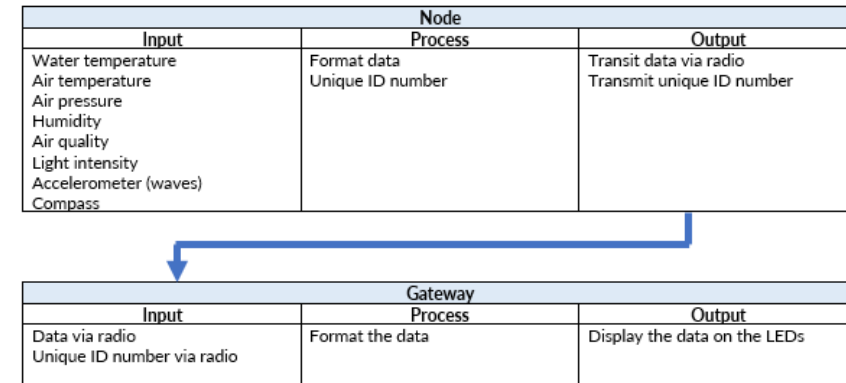 Node
Input
Process
Output
Water temperature
Air temperature
Air pressure
Humidity
Air quality
Light intensity
Accelerometer (waves)
Compass
Format data
Unique ID number
Transit data via radio
Transmit unique ID number
Gateway
Input
Process
Output
Data via radio
Unique ID number via radio
Format the data
Display the data on the LEDs